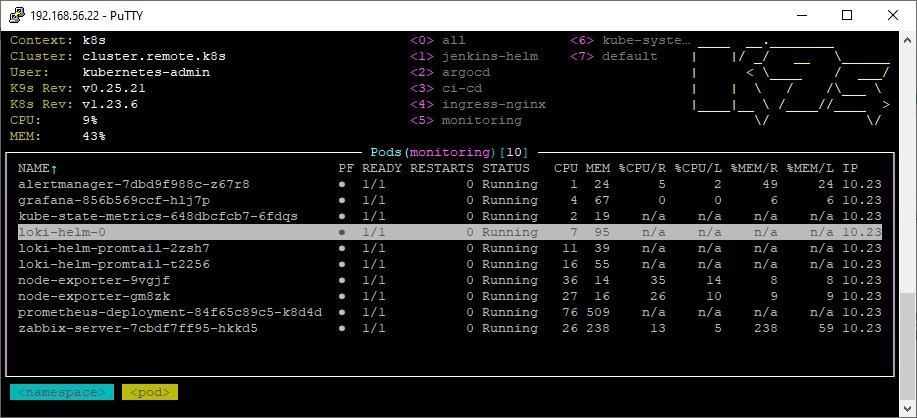 192.168.56.22 - PuTTY
Context: k8s <0> all <6> kube-syste…
Cluster: cluster.remote.k8s <1> jenkins-helm <7> default
User: kubernetes-admin <2> argocd
K9s Rev: v0.25.21 <3> ci-cd
K8s Rev: v1.23.6 <4> ingress-nginx
CPU: 9% <5> monitoring
MEM: 43%
K9s
Pods(monitoring)[10]
NAME↑ PF READY RESTARTS STATUS CPU MEM %CPU/R %CPU/L %MEM/R %MEM/L IP
alertmanager-7dbd9f988c-z67r8 ● 1/1 0 Running 1 24 5 2 49 24 10.23
grafana-856b569ccf-hlj7p ● 1/1 0 Running 4 67 0 0 6 6 10.23
kube-state-metrics-648dbcfcb7-6fdqs ● 1/1 0 Running 2 19 n/a n/a n/a n/a 10.23
loki-helm-0 ● 1/1 0 Running 7 95 n/a n/a n/a n/a 10.23
loki-helm-promtail-2zsh7 ● 1/1 0 Running 11 39 n/a n/a n/a n/a 10.23
loki-helm-promtail-t2256 ● 1/1 0 Running 16 55 n/a n/a n/a n/a 10.23
node-exporter-9vgjf ● 1/1 0 Running 36 14 35 14 8 8 10.23
node-exporter-gm8zk ● 1/1 0 Running 27 16 26 10 9 9 10.23
prometheus-deployment-84f65c89c5-k8d4d ● 1/1 0 Running 76 509 n/a n/a n/a n/a 10.23
zabbix-server-7cbdf7ff95-hkkd5 ● 1/1 0 Running 26 238 13 5 238 59 10.23
<namespace> <pod>